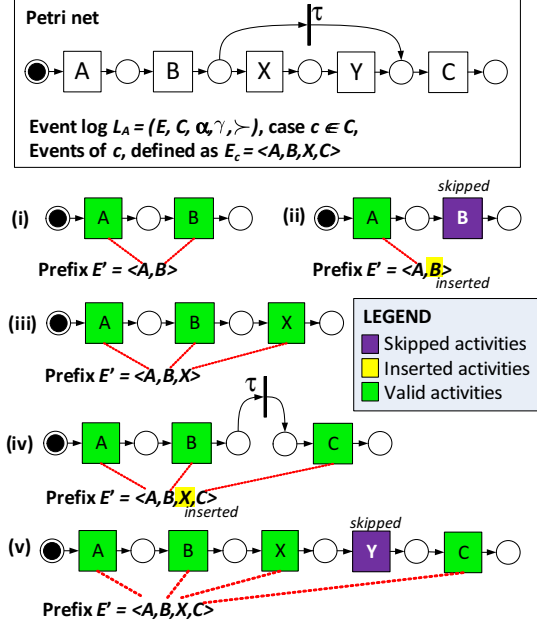 Petri net
τ
A B X Y C
Event log L_A = (E, C, α,γ,≻), case c ∈ C,
Events of c, defined as E_c = <A,B,X,C>
skipped
(i) A B (ii) A B
Prefix E' = <A,B> Prefix E' = <A,B>
inserted
(iii) A B X
Prefix E' = <A,B,X>
LEGEND
Skipped activities
Inserted activities
Valid activities
τ
(iv) A B C
Prefix E' = <A,B,X,C>
inserted
skipped
(v) A B X Y C
Prefix E' = <A,B,X,C>